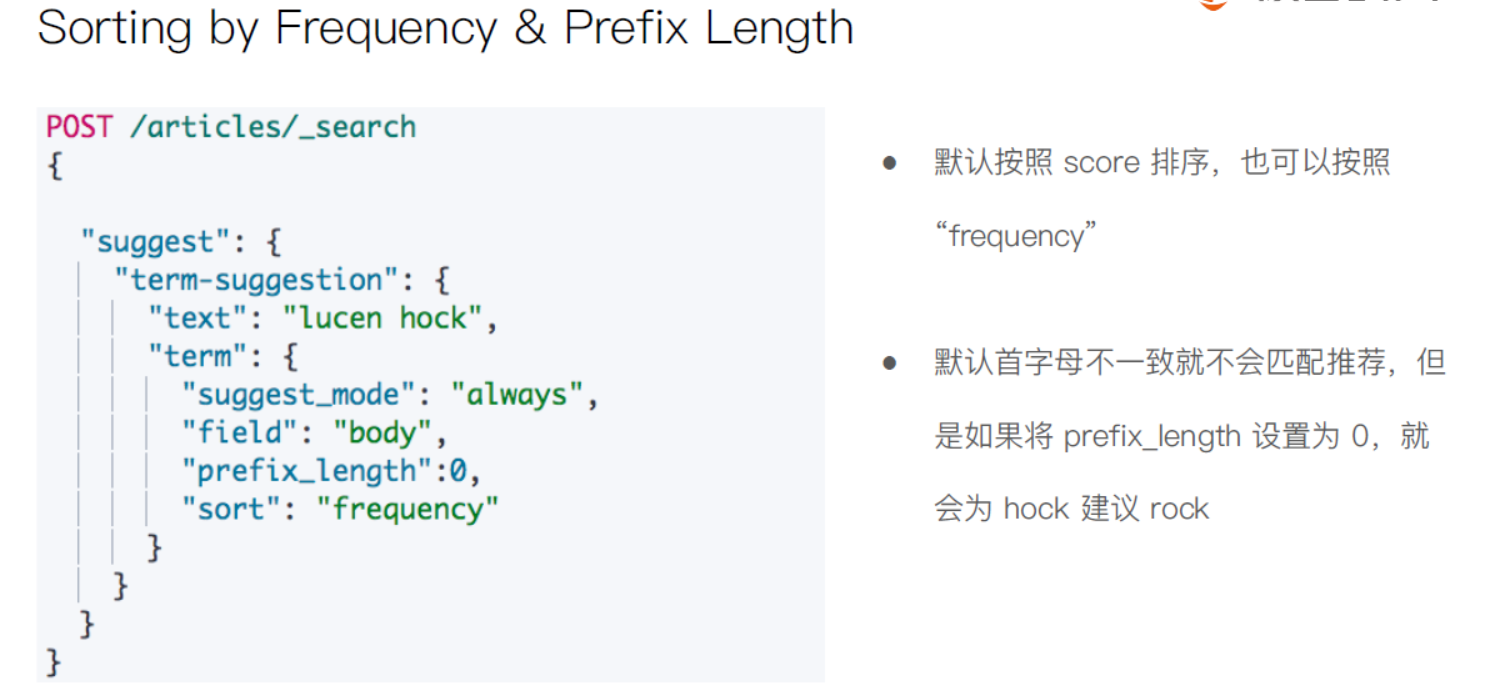 Sorting by Frequency & Prefix Length
POST /articles/_search
{
"suggest": {
"term-suggestion": {
"text": "lucen hock",
"term": {
"suggest_mode": "always",
"field": "body",
"prefix_length":0,
"sort": "frequency"
}
}
}
}
● 默认按照 score 排序，也可以按照
“frequency”
● 默认首字母不一致就不会匹配推荐，但
是如果将 prefix_length 设置为 0，就
会为 hock 建议 rock